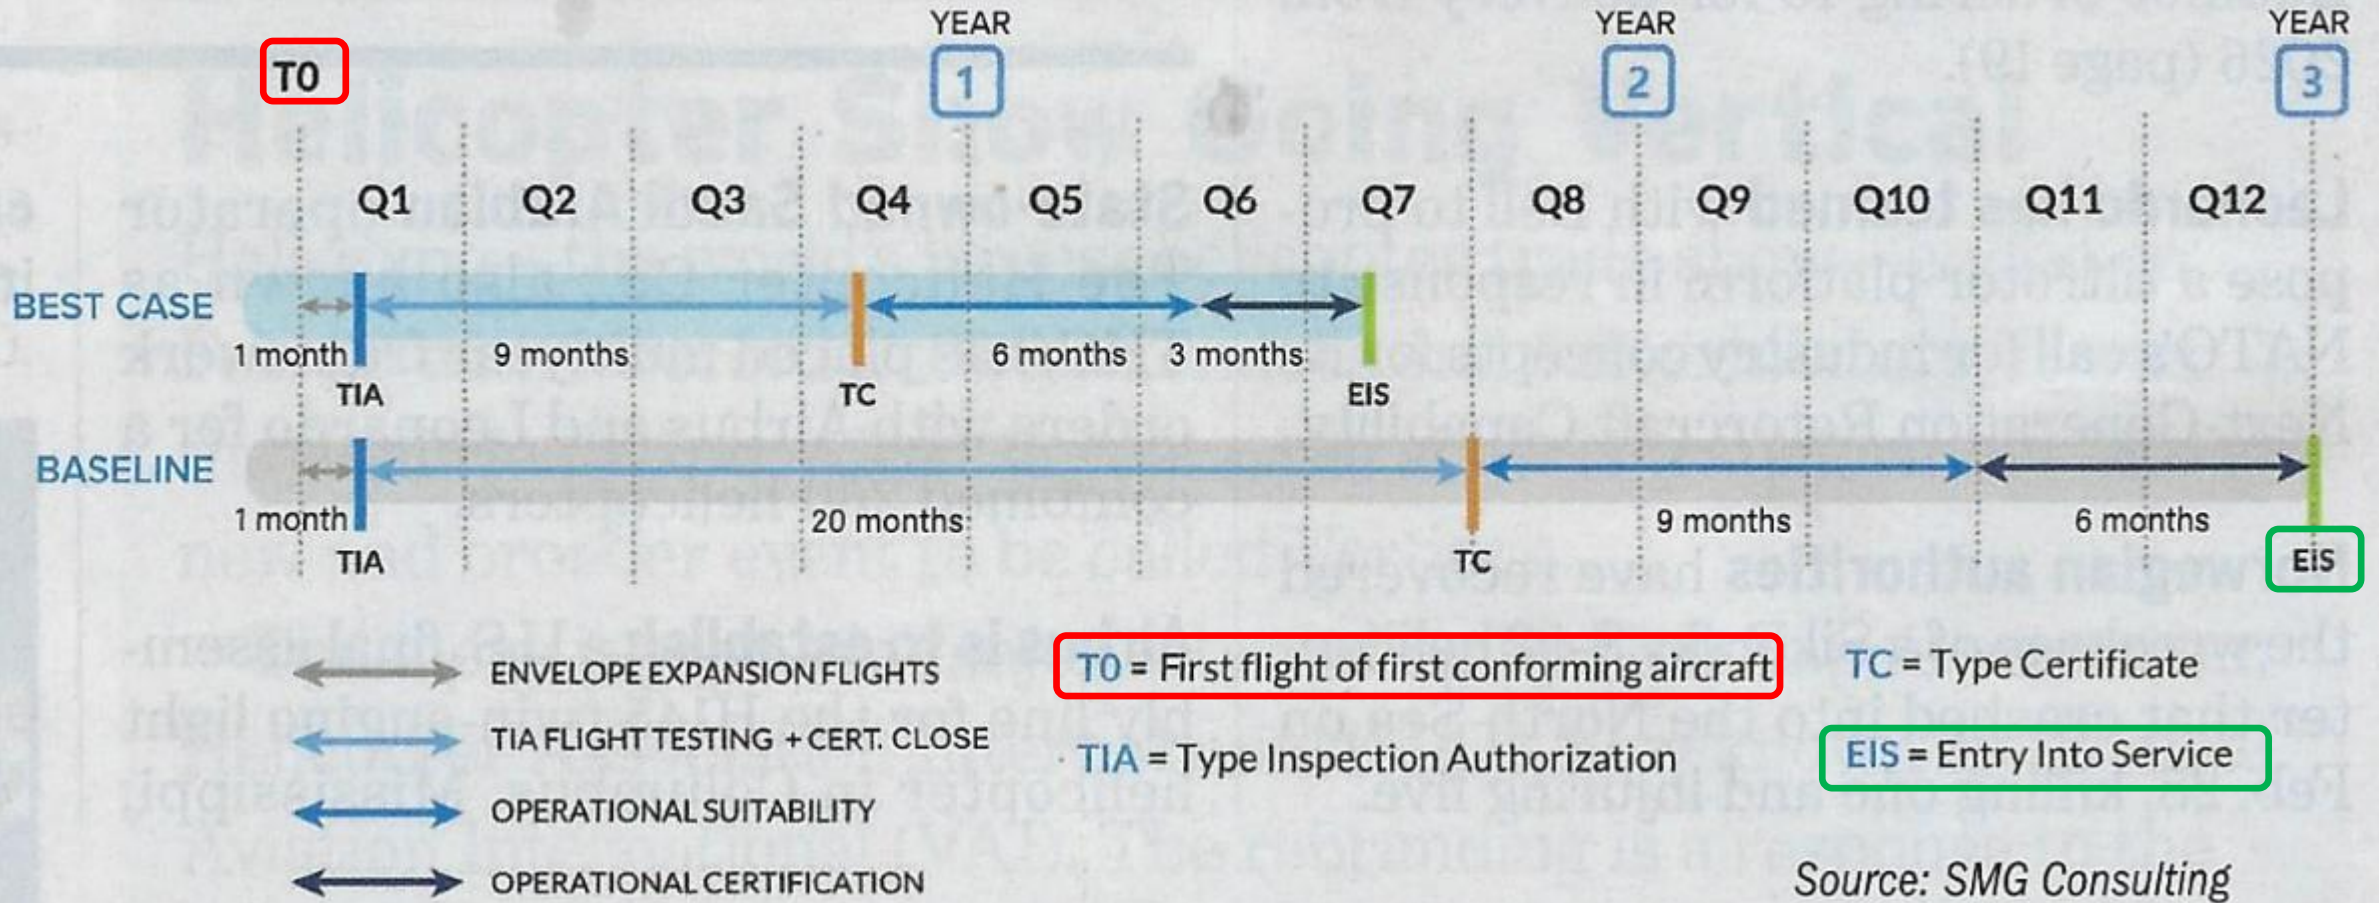 YEAR YEAR YEAR
T0 1 2 3
Q1 Q2 Q3 Q4 Q5 Q6 Q7 Q8 Q9 Q10 Q11 Q12
BEST CASE
1 month 9 months 6 months 3 months
TIA TC EIS
BASELINE
1 month 20 months 9 months 6 months
TIA TC EIS
ENVELOPE EXPANSION FLIGHTS
TIA FLIGHT TESTING + CERT. CLOSE
OPERATIONAL SUITABILITY
OPERATIONAL CERTIFICATION
T0 = First flight of first conforming aircraft
TIA = Type Inspection Authorization
TC = Type Certificate
EIS = Entry Into Service
Source: SMG Consulting